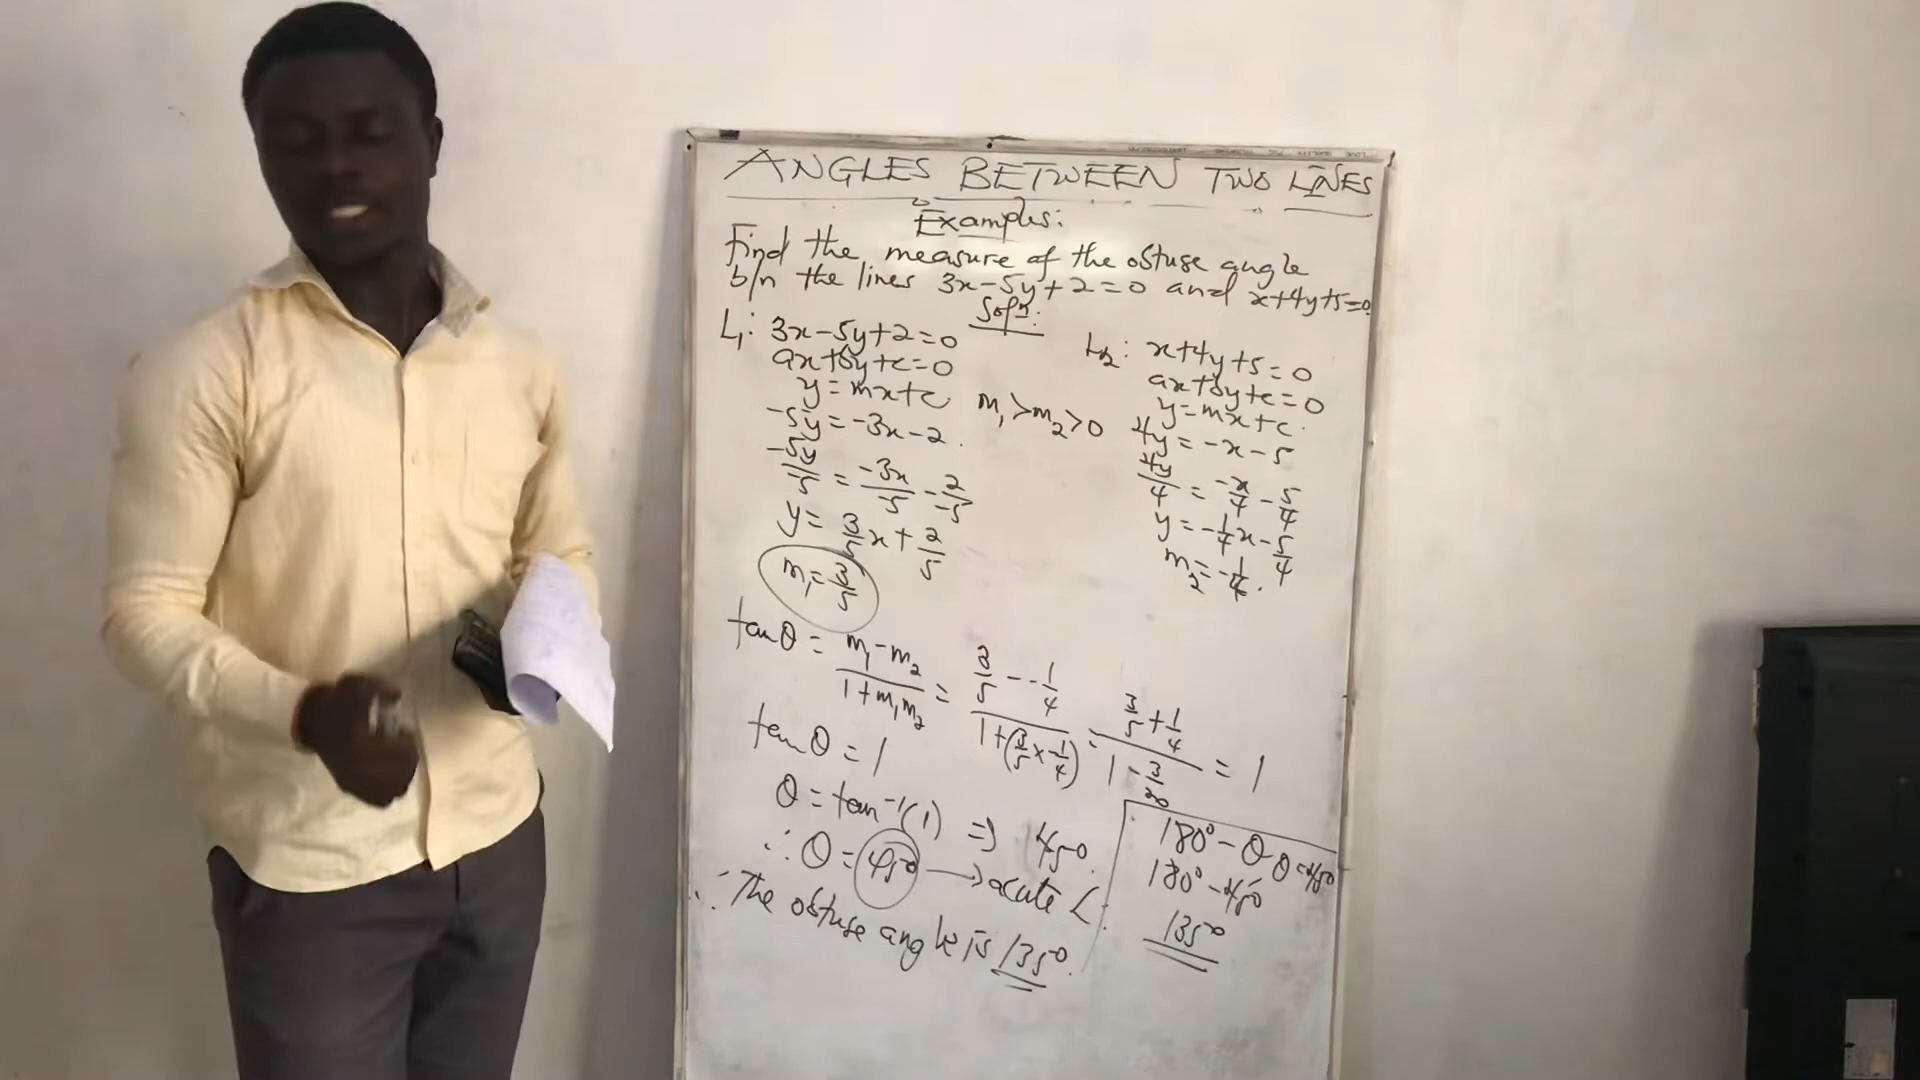 ANGLES BETWEEN TWO LINES
Examples:
Find the measure of the obtuse angle
b/n the lines 3x-5y+2=0 and x+4y+5=0
Soln:
L₁: 3x-5y+2=0
ax+by+c=0
y=mx+c
-5y=-3x-2.
-5y/-5 = -3x/-5 - 2/-5
y= 3/5x + 2/5
m₁=3/5
m₁>m₂>0
L₂: x+4y+5=0
ax+by+c=0
y=mx+c.
4y=-x-5
4y/4 = -x/4 - 5/4
y=-1/4x-5/4
m₂=-1/4.
tanθ = m₁-m₂/1+m₁m₂ = 3/5--1/4/1+(3/5×-1/4) = 3/5+1/4/1-3/20 = 1
tanθ=1
θ=tan⁻¹(1) => 45°
∴ θ=45° → acute ∠.
∴ The obtuse angle is 135°.
180°-θ θ=45°
180°-45°
135°